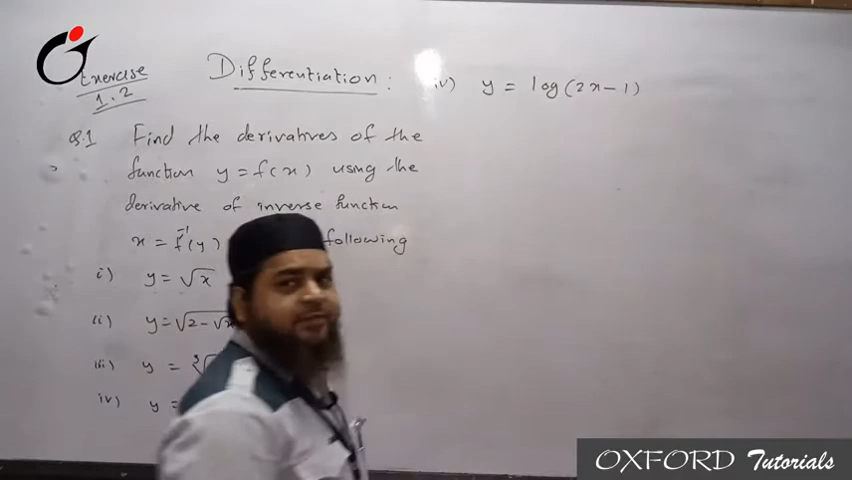 Exercise
1.2
Differentiation :
Q.1 Find the derivatives of the
function y = f(x) using the
derivative of inverse function
x = f⁻¹(y) following
i) y = √x
ii) y = √2-√x
iii) y = ³√
iv) y =
iv) y = log(2x-1)
OXFORD Tutorials